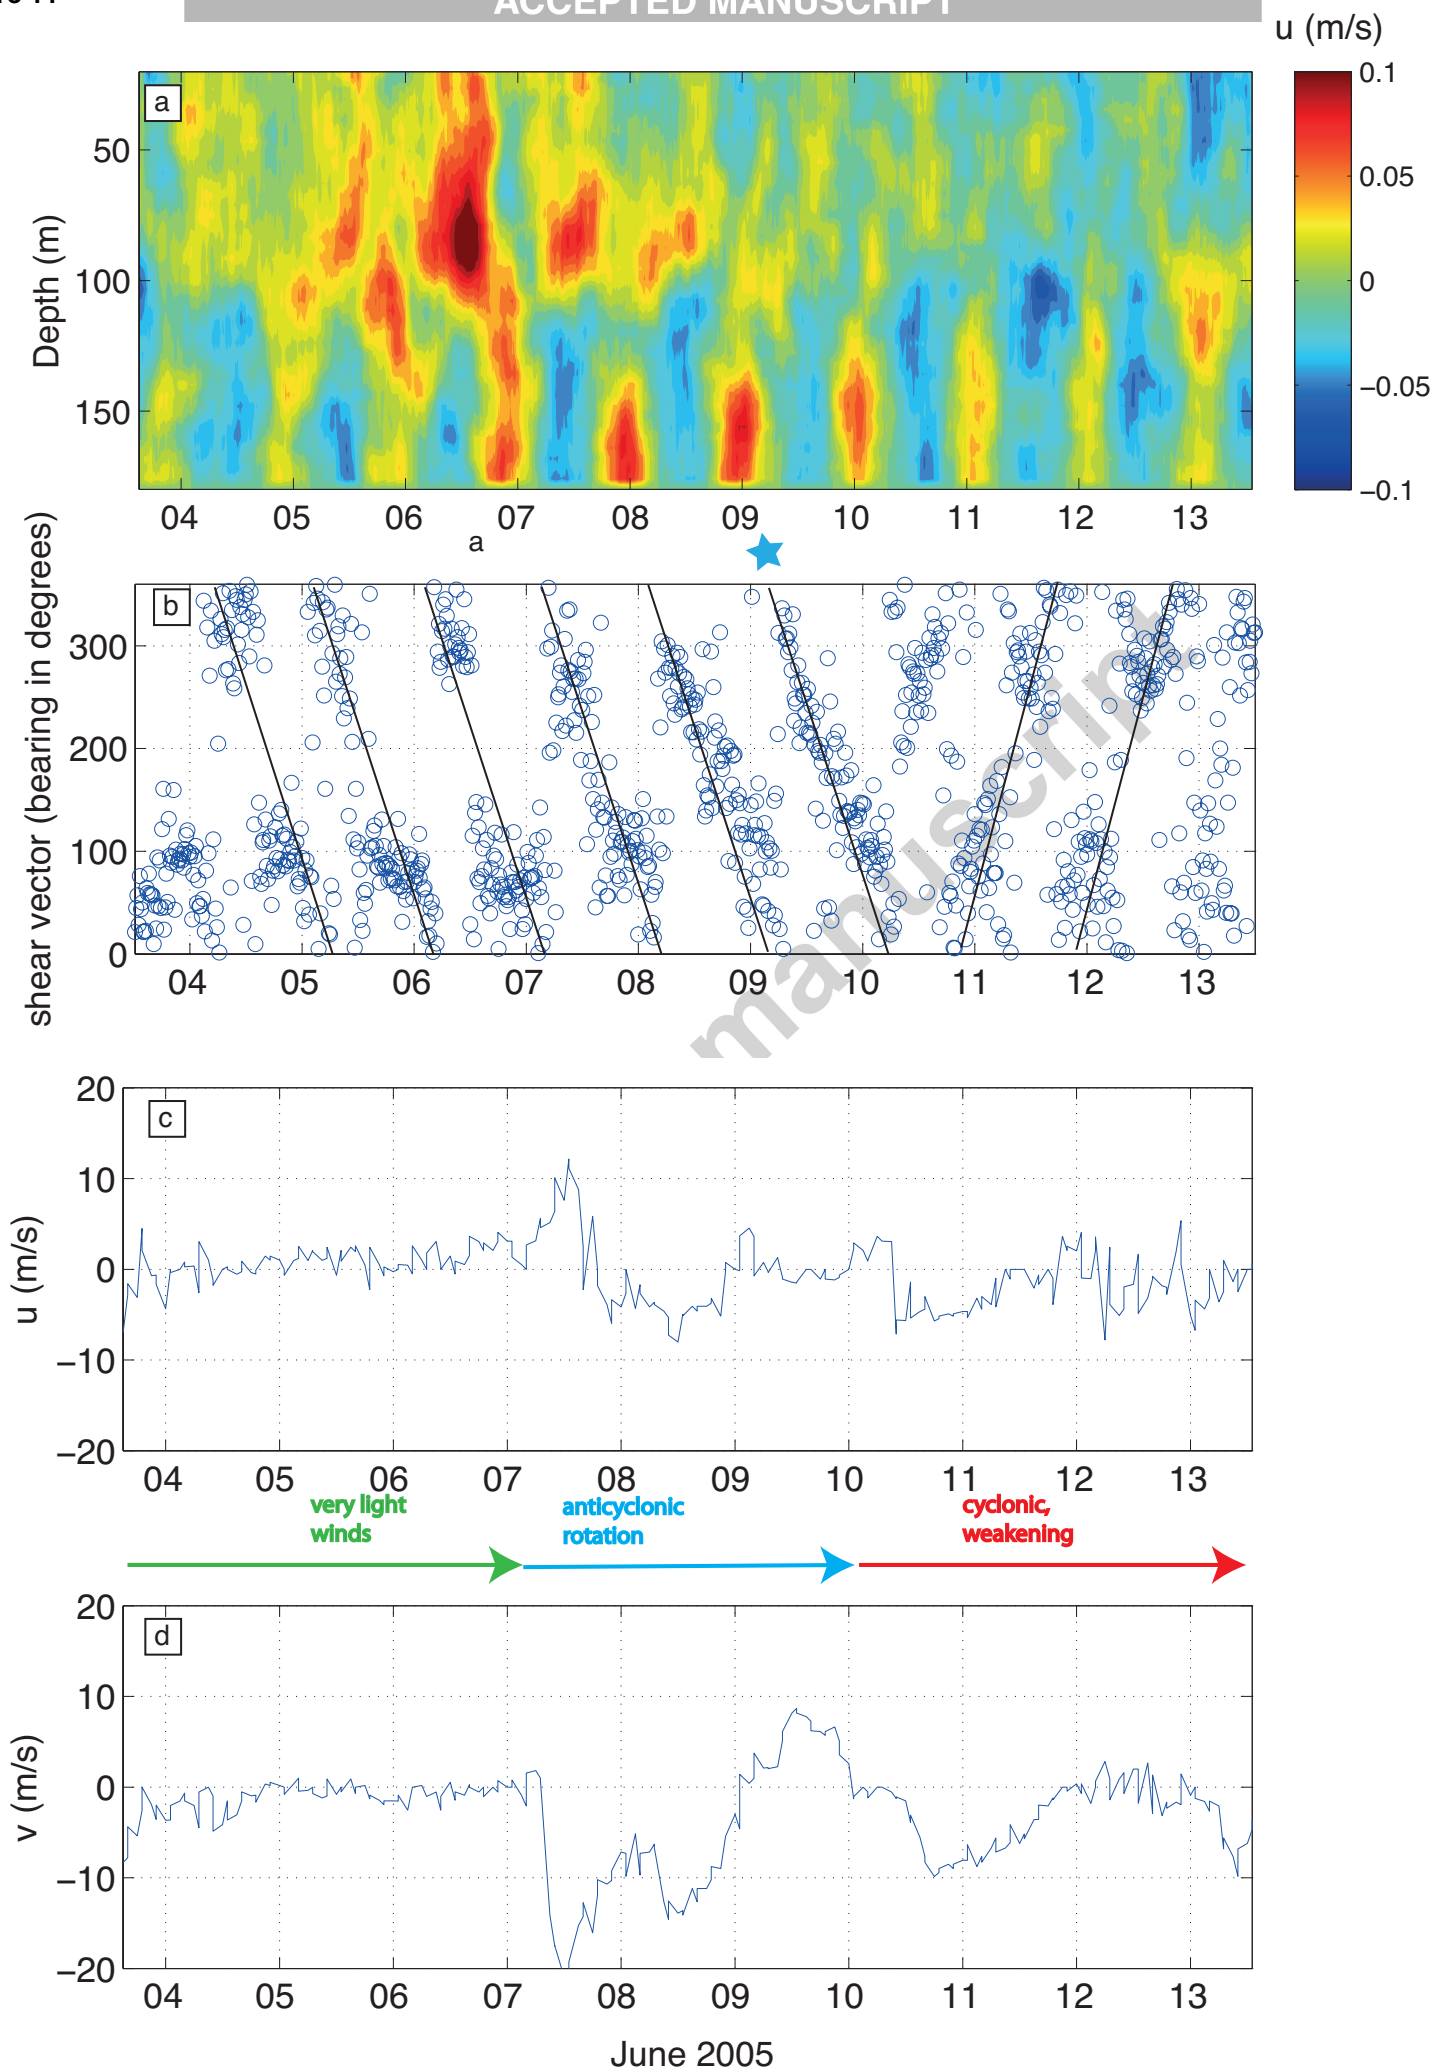 ACCEPTED MANUSCRIPT
u (m/s)
a
0.1
0.05
0
−0.05
−0.1
Depth (m)
50
100
150
04 05 06 07 08 09 10 11 12 13
a
b
shear vector (bearing in degrees)
300
200
100
0
04 05 06 07 08 09 10 11 12 13
manuscript
c
u (m/s)
20
10
0
−10
−20
04 05 06 07 08 09 10 11 12 13
very light
winds
anticyclonic
rotation
cyclonic,
weakening
d
v (m/s)
20
10
0
−10
−20
04 05 06 07 08 09 10 11 12 13
June 2005